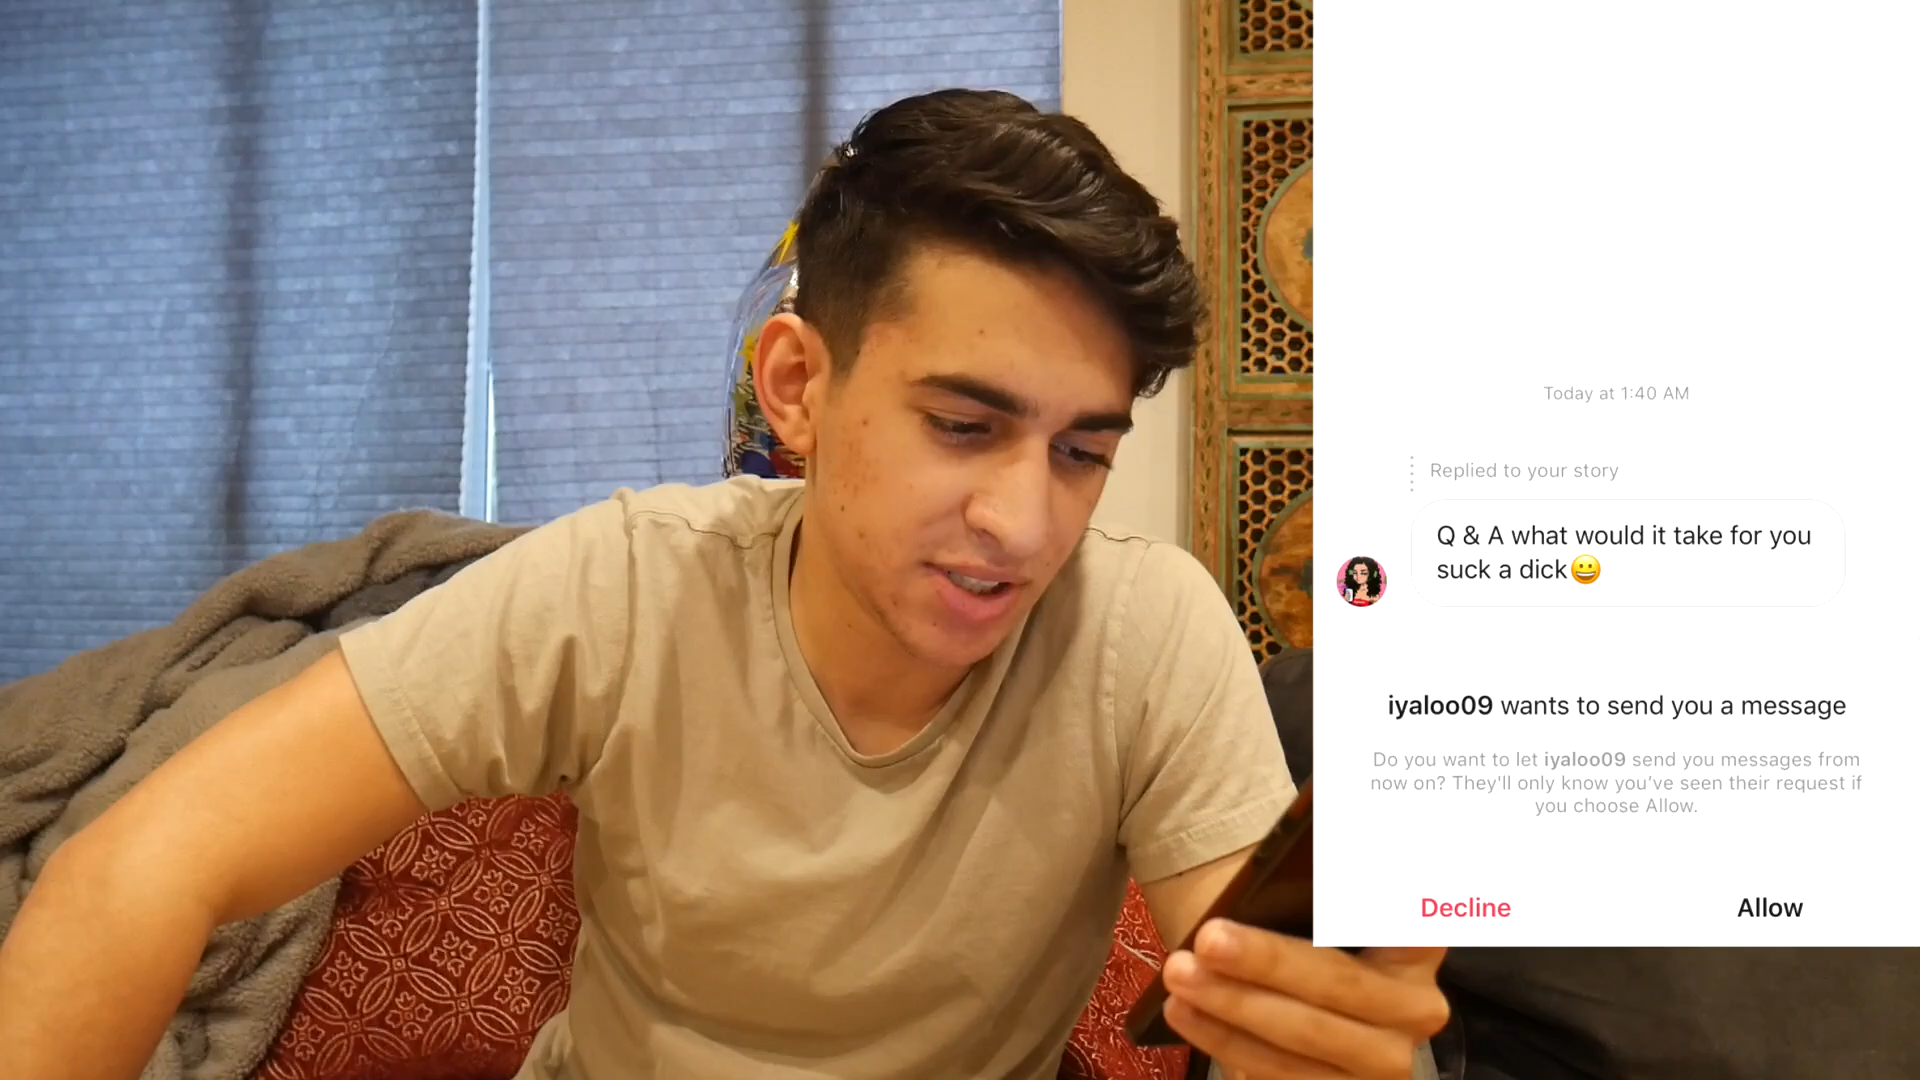 Today at 1:40 AM
Replied to your story
Q & A what would it take for you
suck a dick😀
iyaloo09 wants to send you a message
Do you want to let iyaloo09 send you messages from
now on? They'll only know you've seen their request if
you choose Allow.
Decline
Allow